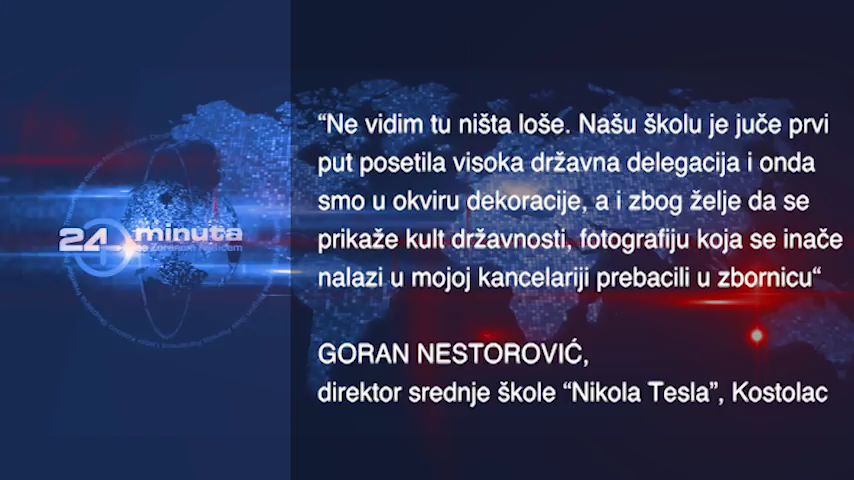 “Ne vidim tu ništa loše. Našu školu je juče prvi
put posetila visoka državna delegacija i onda
smo u okviru dekoracije, a i zbog želje da se
prikaže kult državnosti, fotografiju koja se inače
nalazi u mojoj kancelariji prebacili u zbornicu“
GORAN NESTOROVIĆ,
direktor srednje škole “Nikola Tesla”, Kostolac
24 minuta